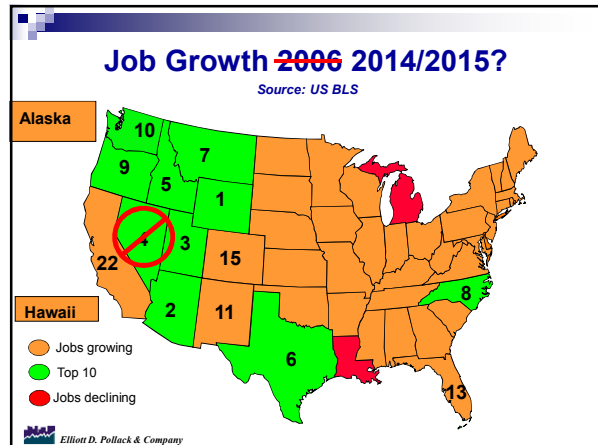 Job Growth 2006 2014/2015?
Source: US BLS
Alaska
10
7
9
5
1
4
3
15
22
8
2
11
Hawaii
6
13
Jobs growing
Top 10
Jobs declining
Elliott D. Pollack & Company